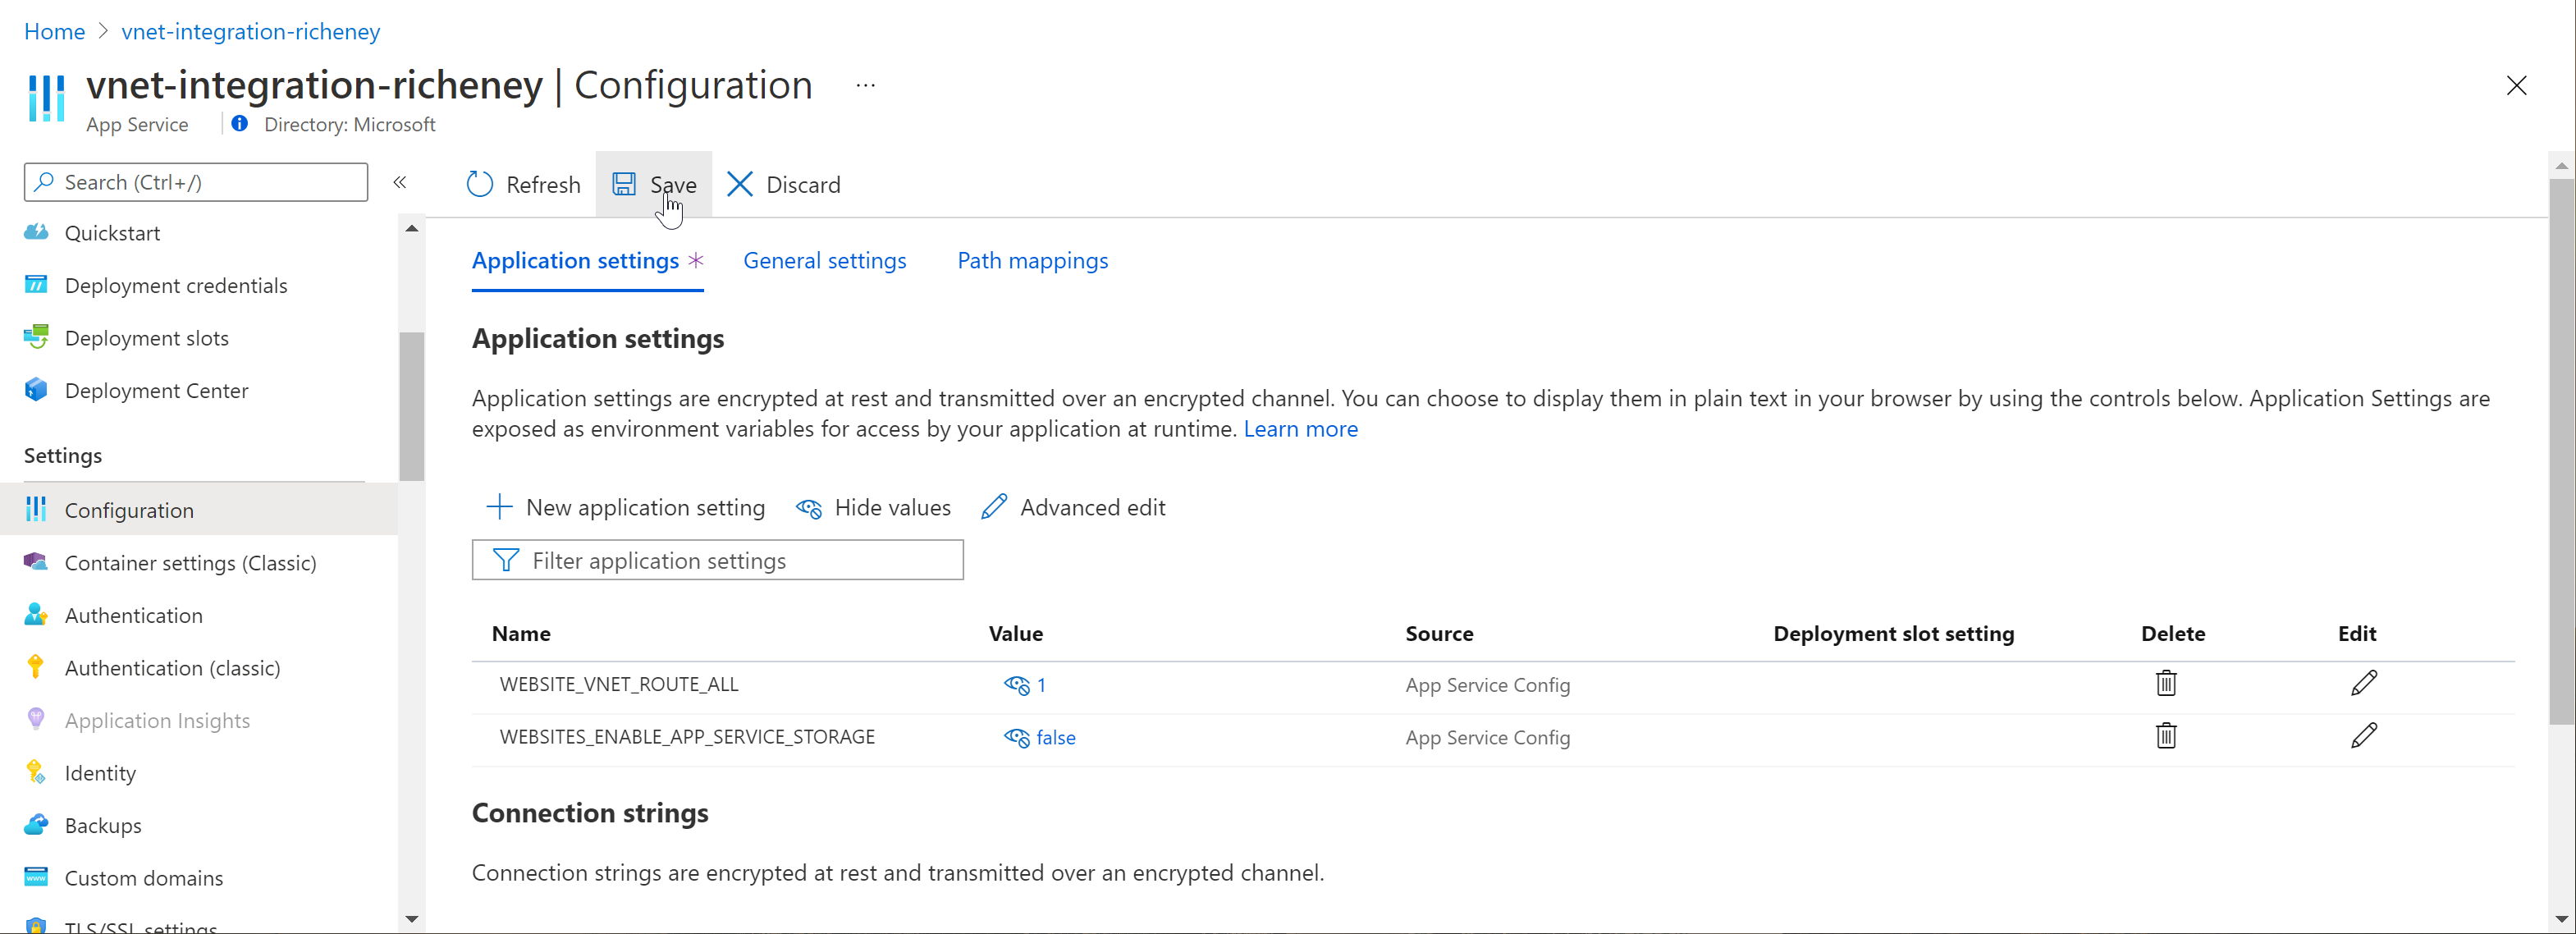 Home > vnet-integration-richeney
vnet-integration-richeney | Configuration ...
App Service | Directory: Microsoft
Search (Ctrl+/) «
Quickstart
Deployment credentials
Deployment slots
Deployment Center
Settings
Configuration
Container settings (Classic)
Authentication
Authentication (classic)
Application Insights
Identity
Backups
Custom domains
TLS/SSL settings
Refresh Save Discard
Application settings * General settings Path mappings
Application settings
Application settings are encrypted at rest and transmitted over an encrypted channel. You can choose to display them in plain text in your browser by using the controls below. Application Settings are
exposed as environment variables for access by your application at runtime. Learn more
New application setting Hide values Advanced edit
Filter application settings
Name Value Source Deployment slot setting Delete Edit
WEBSITE_VNET_ROUTE_ALL 1 App Service Config
WEBSITES_ENABLE_APP_SERVICE_STORAGE false App Service Config
Connection strings
Connection strings are encrypted at rest and transmitted over an encrypted channel.